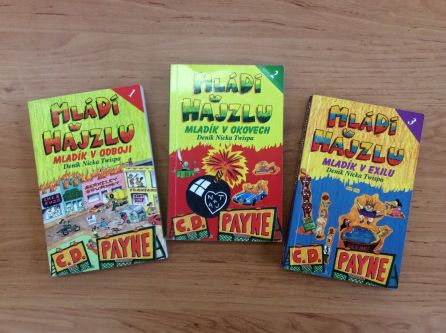 1
MLÁDÍ
V
HAJZLU
MLADÍK V ODBOJI
Deník Nicka Twispa
BERKELEY
C.D.
PAYNE
2
MLÁDÍ
V
HAJZLU
MLADÍK V OKOVECH
Deník Nicka Twispa
C.D.
PAYNE
3
MLÁDÍ
V
HAJZLU
MLADÍK V EXILU
Deník Nicka Twispa
C.D.
PAYNE